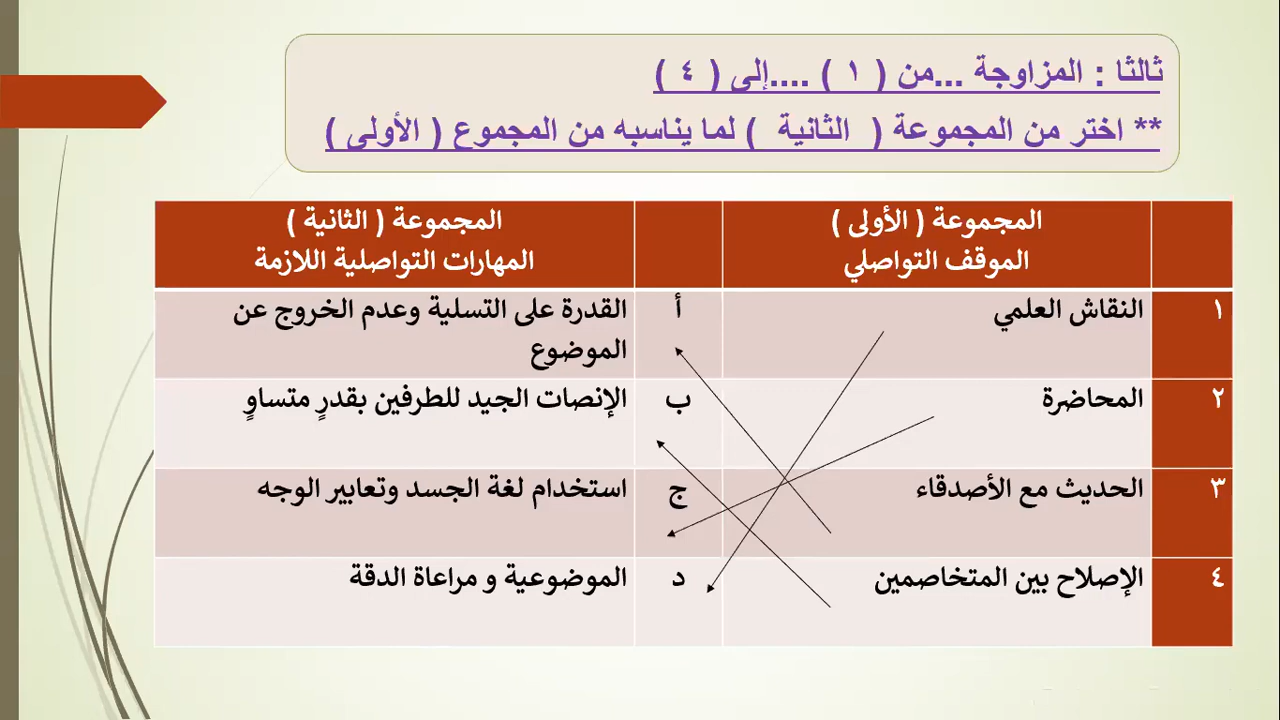 ثالثا : المزاوجة ...من ( ١ ) ....إلى ( ٤ )
** اختر من المجموعة ( الثانية ) لما يناسبه من المجموع ( الأولى )
المجموعة ( الأولى )
الموقف التواصلي
المجموعة ( الثانية )
المهارات التواصلية اللازمة
١ النقاش العلمي أ القدرة على التسلية وعدم الخروج عن
الموضوع
٢ المحاضرة ب الإنصات الجيد للطرفين بقدرٍ متساوٍ
٣ الحديث مع الأصدقاء ج استخدام لغة الجسد وتعابير الوجه
٤ الإصلاح بين المتخاصمين د الموضوعية و مراعاة الدقة